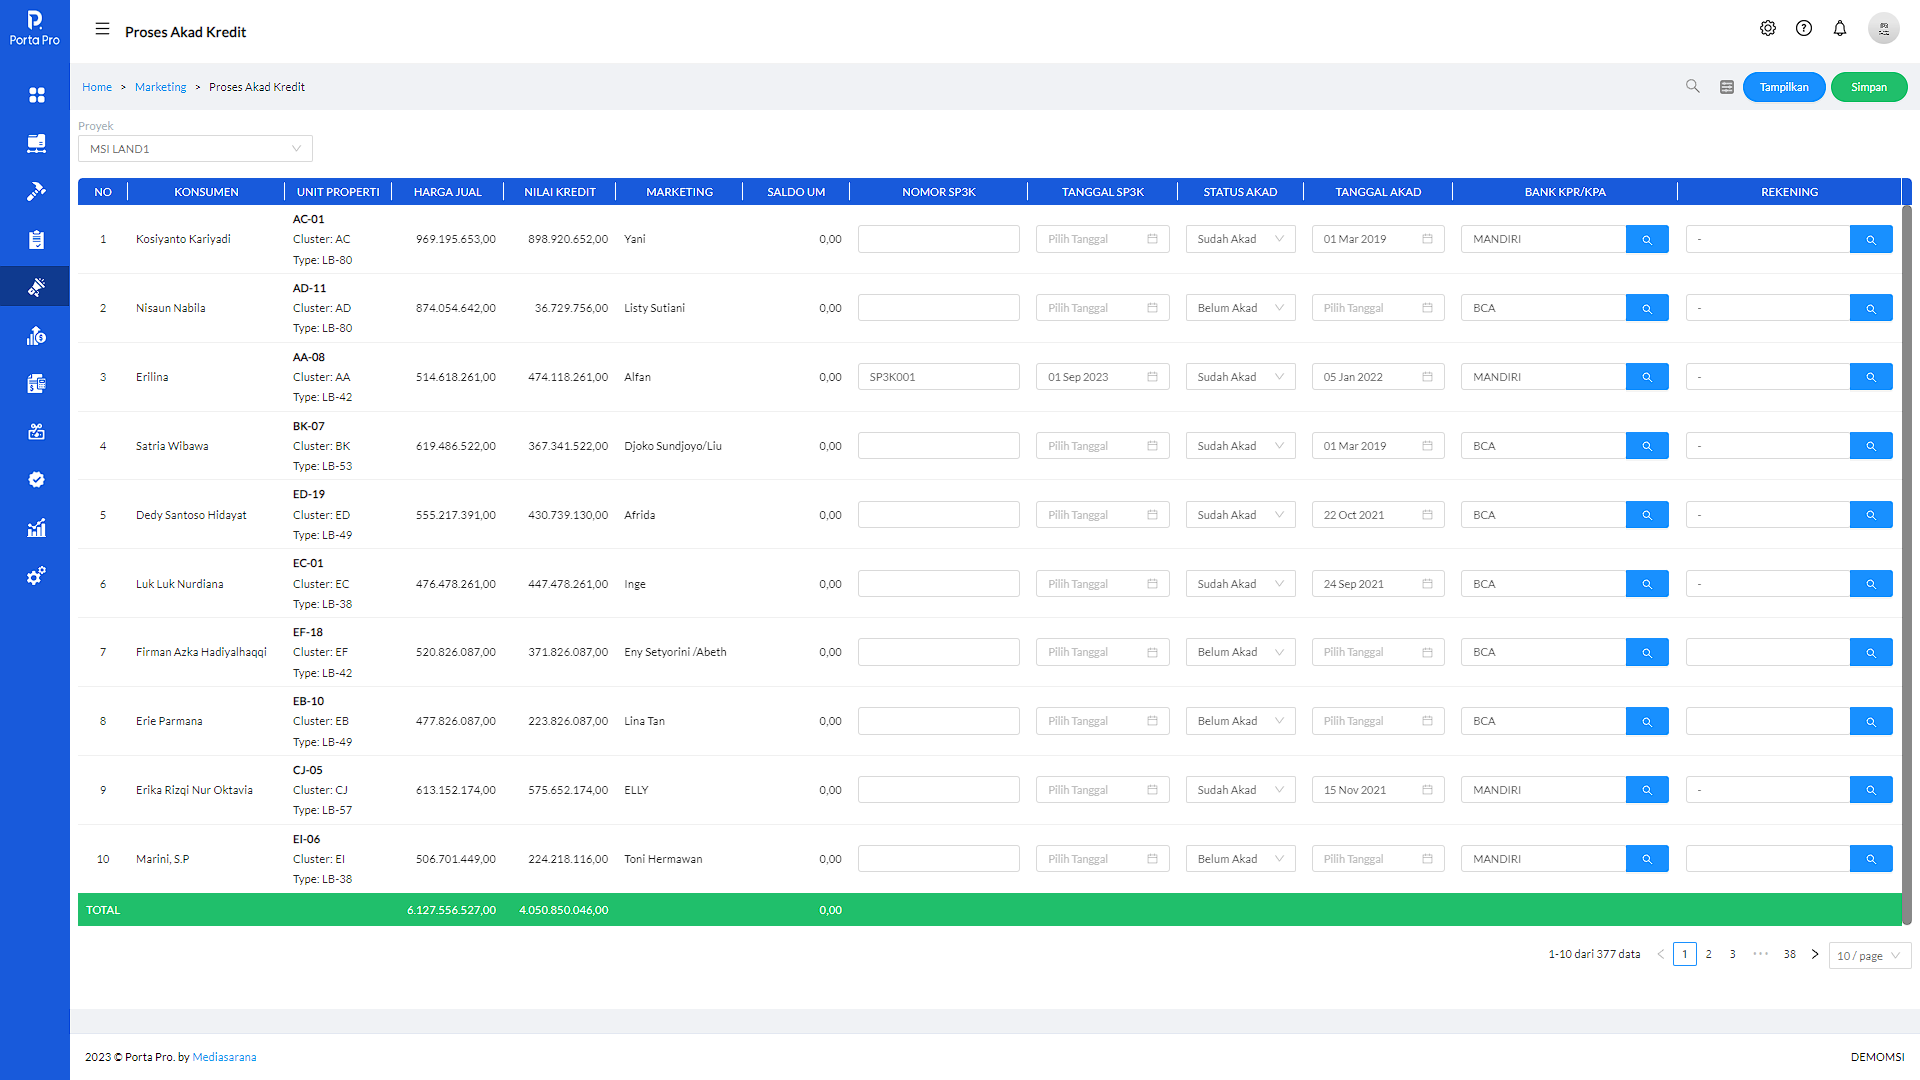 Porta Pro
Proses Akad Kredit
Home > Marketing > Proses Akad Kredit
Tampilkan
Simpan
Proyek
MSI LAND1
NO KONSUMEN UNIT PROPERTI HARGA JUAL NILAI KREDIT MARKETING SALDO UM NOMOR SP3K TANGGAL SP3K STATUS AKAD TANGGAL AKAD BANK KPR/KPA REKENING
AC-01
1 Kosiyanto Kariyadi Cluster: AC 969.195.653,00 898.920.652,00 Yani 0,00 Pilih Tanggal Sudah Akad 01 Mar 2019 MANDIRI -
Type: LB-80
AD-11
2 Nisaun Nabila Cluster: AD 874.054.642,00 36.729.756,00 Listy Sutiani 0,00 Pilih Tanggal Belum Akad Pilih Tanggal BCA -
Type: LB-80
AA-08
3 Erilina Cluster: AA 514.618.261,00 474.118.261,00 Alfan 0,00 SP3K001 01 Sep 2023 Sudah Akad 05 Jan 2022 MANDIRI -
Type: LB-42
BK-07
4 Satria Wibawa Cluster: BK 619.486.522,00 367.341.522,00 Djoko Sundjoyo/Liu 0,00 Pilih Tanggal Sudah Akad 01 Mar 2019 BCA -
Type: LB-53
ED-19
5 Dedy Santoso Hidayat Cluster: ED 555.217.391,00 430.739.130,00 Afrida 0,00 Pilih Tanggal Sudah Akad 22 Oct 2021 BCA -
Type: LB-49
EC-01
6 Luk Luk Nurdiana Cluster: EC 476.478.261,00 447.478.261,00 Inge 0,00 Pilih Tanggal Sudah Akad 24 Sep 2021 BCA -
Type: LB-38
EF-18
7 Firman Azka Hadiyalhaqqi Cluster: EF 520.826.087,00 371.826.087,00 Eny Setyorini /Abeth 0,00 Pilih Tanggal Belum Akad Pilih Tanggal BCA
Type: LB-42
EB-10
8 Erie Parmana Cluster: EB 477.826.087,00 223.826.087,00 Lina Tan 0,00 Pilih Tanggal Belum Akad Pilih Tanggal BCA
Type: LB-49
CJ-05
9 Erika Rizqi Nur Oktavia Cluster: CJ 613.152.174,00 575.652.174,00 ELLY 0,00 Pilih Tanggal Sudah Akad 15 Nov 2021 MANDIRI -
Type: LB-57
EI-06
10 Marini, S.P Cluster: EI 506.701.449,00 224.218.116,00 Toni Hermawan 0,00 Pilih Tanggal Belum Akad Pilih Tanggal MANDIRI
Type: LB-38
TOTAL 6.127.556.527,00 4.050.850.046,00 0,00
1-10 dari 377 data < 1 2 3 ••• 38 > 10 / page
2023 © Porta Pro. by Mediasarana
DEMOMSI